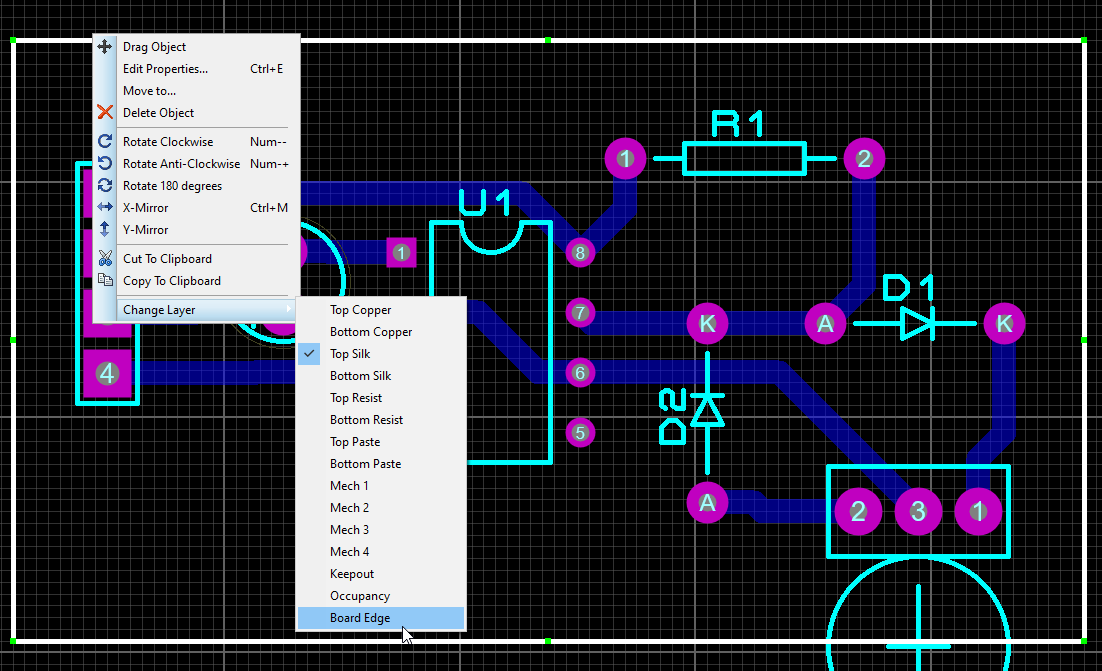 Drag Object
Edit Properties... Ctrl+E
Move to...
Delete Object
Rotate Clockwise Num--
Rotate Anti-Clockwise Num-+
Rotate 180 degrees
X-Mirror Ctrl+M
Y-Mirror
Cut To Clipboard
Copy To Clipboard
Change Layer
Top Copper
Bottom Copper
Top Silk
Bottom Silk
Top Resist
Bottom Resist
Top Paste
Bottom Paste
Mech 1
Mech 2
Mech 3
Mech 4
Keepout
Occupancy
Board Edge
4
1
U1
8
7
6
5
R1
1
2
D1
K
A
K
D2
A
2
3
1